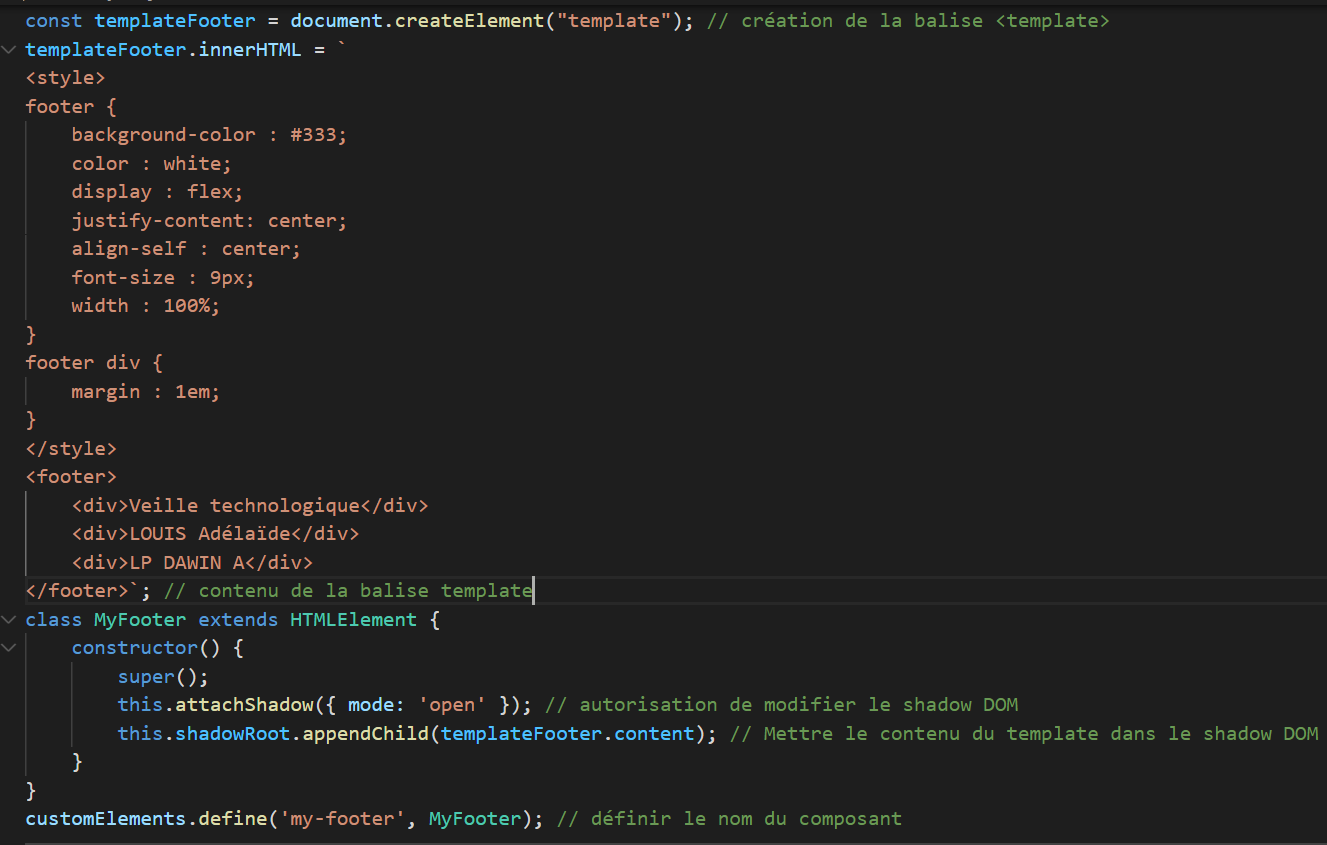 const templateFooter = document.createElement("template"); // création de la balise <template>
templateFooter.innerHTML = `
<style>
footer {
    background-color : #333;
    color : white;
    display : flex;
    justify-content: center;
    align-self : center;
    font-size : 9px;
    width : 100%;
}
footer div {
    margin : 1em;
}
</style>
<footer>
    <div>Veille technologique</div>
    <div>LOUIS Adélaïde</div>
    <div>LP DAWIN A</div>
</footer>`; // contenu de la balise template
class MyFooter extends HTMLElement {
    constructor() {
        super();
        this.attachShadow({ mode: 'open' }); // autorisation de modifier le shadow DOM
        this.shadowRoot.appendChild(templateFooter.content); // Mettre le contenu du template dans le shadow DOM
    }
}
customElements.define('my-footer', MyFooter); // définir le nom du composant